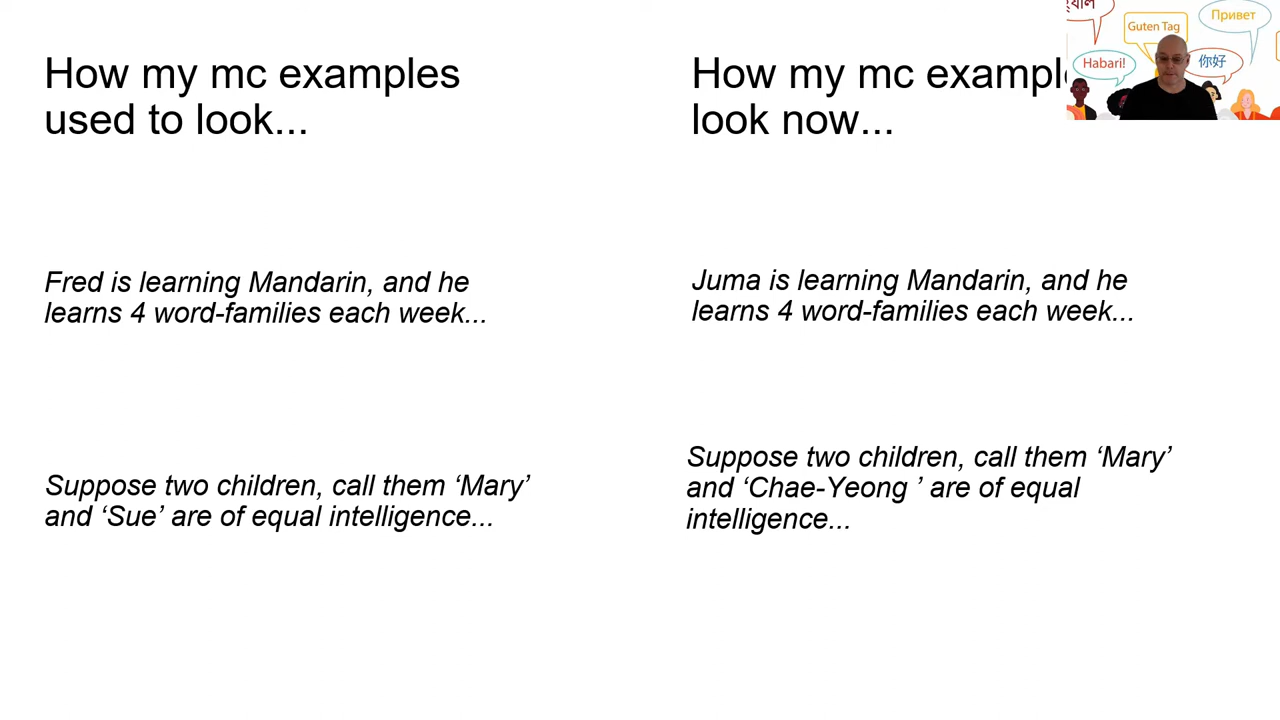 How my mc examples
used to look...
Fred is learning Mandarin, and he
learns 4 word-families each week...
Suppose two children, call them ‘Mary’
and ‘Sue’ are of equal intelligence...
How my mc
look now...
Juma is learning Mandarin, and he
learns 4 word-families each week...
Suppose two children, call them ‘Mary’
and ‘Chae-Yeong ’ are of equal
intelligence...
Guten Tag
Привет
Habari!
你好